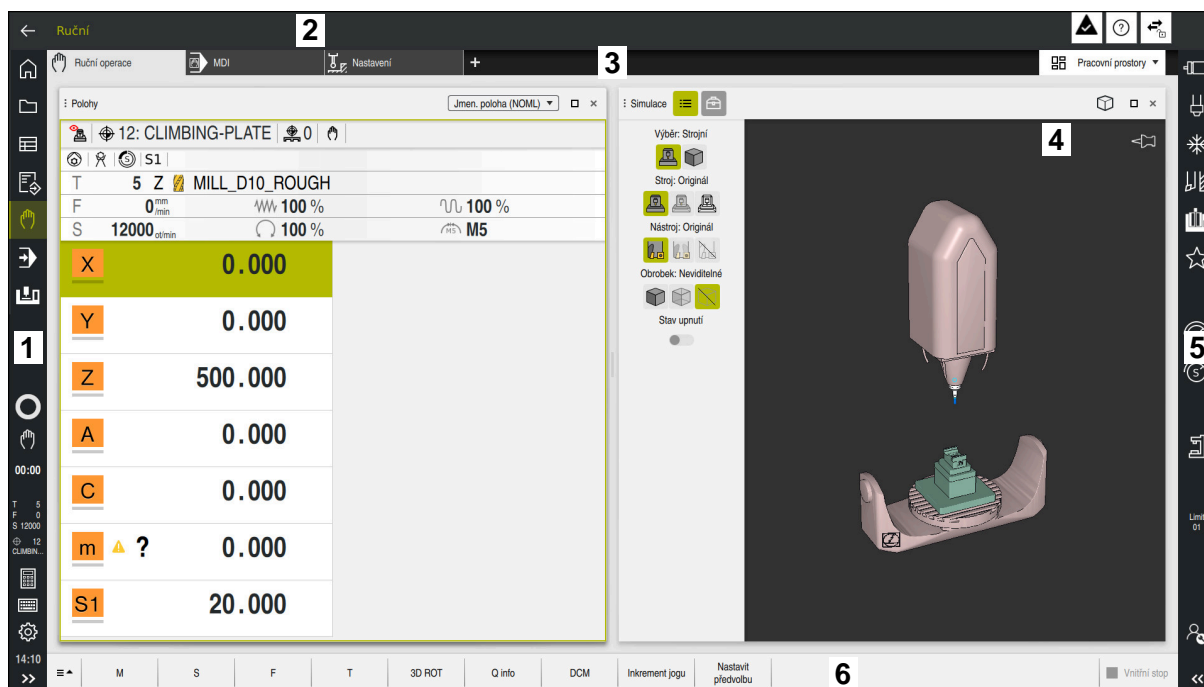 Ruční
2
Ruční operace
MDI
Nastavení
+
3
Pracovní prostory
Polohy
Jmen. poloha (NOML)
12: CLIMBING-PLATE
0
S1
T 5 Z MILL_D10_ROUGH
F 0 mm/min 100 % 100 %
S 12000 ot/min 100 % M5
X 0.000
Y 0.000
Z 500.000
A 0.000
C 0.000
m ? 0.000
S1 20.000
Simulace
Výběr: Strojní
Stroj: Originál
Nástroj: Originál
Obrobek: Neviditelné
Stav upnutí
4
1
00:00
T 5
F 0
S 12000
12
CLIMBIN...
14:10
5
Limit
01
M
S
F
T
3D ROT
Q info
DCM
Inkrement jogu
Nastavit
předvolbu
6
Vnitřní stop